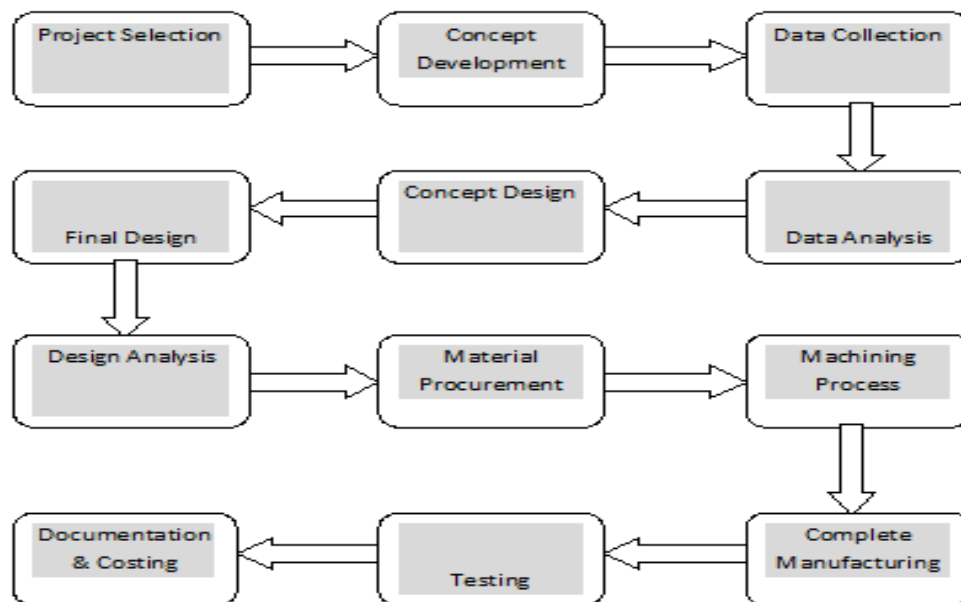 Project Selection
Concept
Development
Data Collection
Data Analysis
Concept Design
Final Design
Design Analysis
Material
Procurement
Machining
Process
Complete
Manufacturing
Testing
Documentation
& Costing